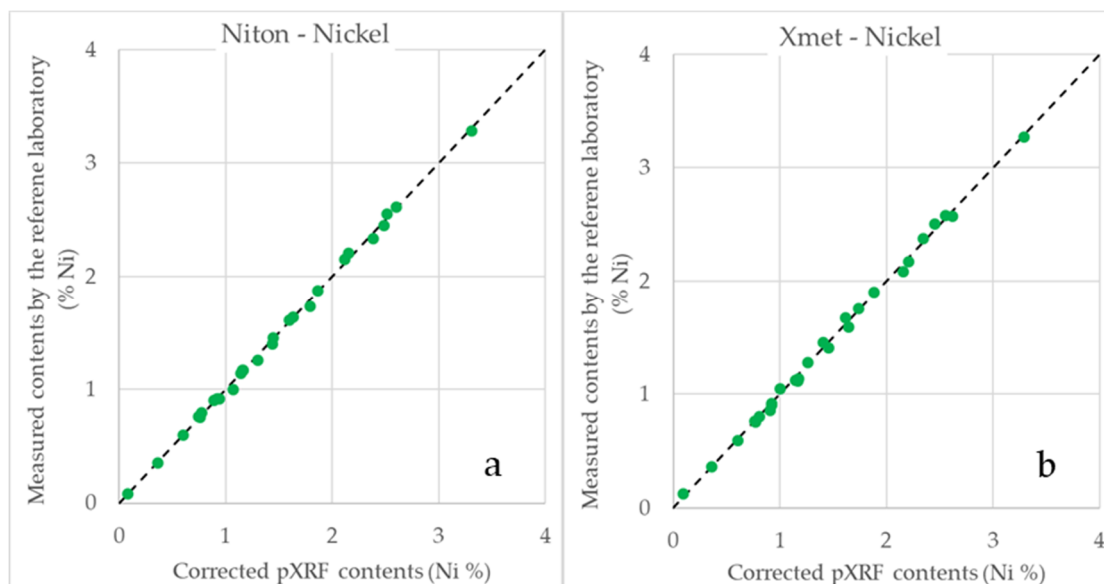 Niton - Nickel
Measured contents by the referene laboratory
(% Ni)
4
3
2
1
0
0 1 2 3 4
Corrected pXRF contents (Ni %)
a
Xmet - Nickel
Measured contents by the referene laboratory
(% Ni)
4
3
2
1
0
0 1 2 3 4
Corrected pXRF contents (Ni %)
b